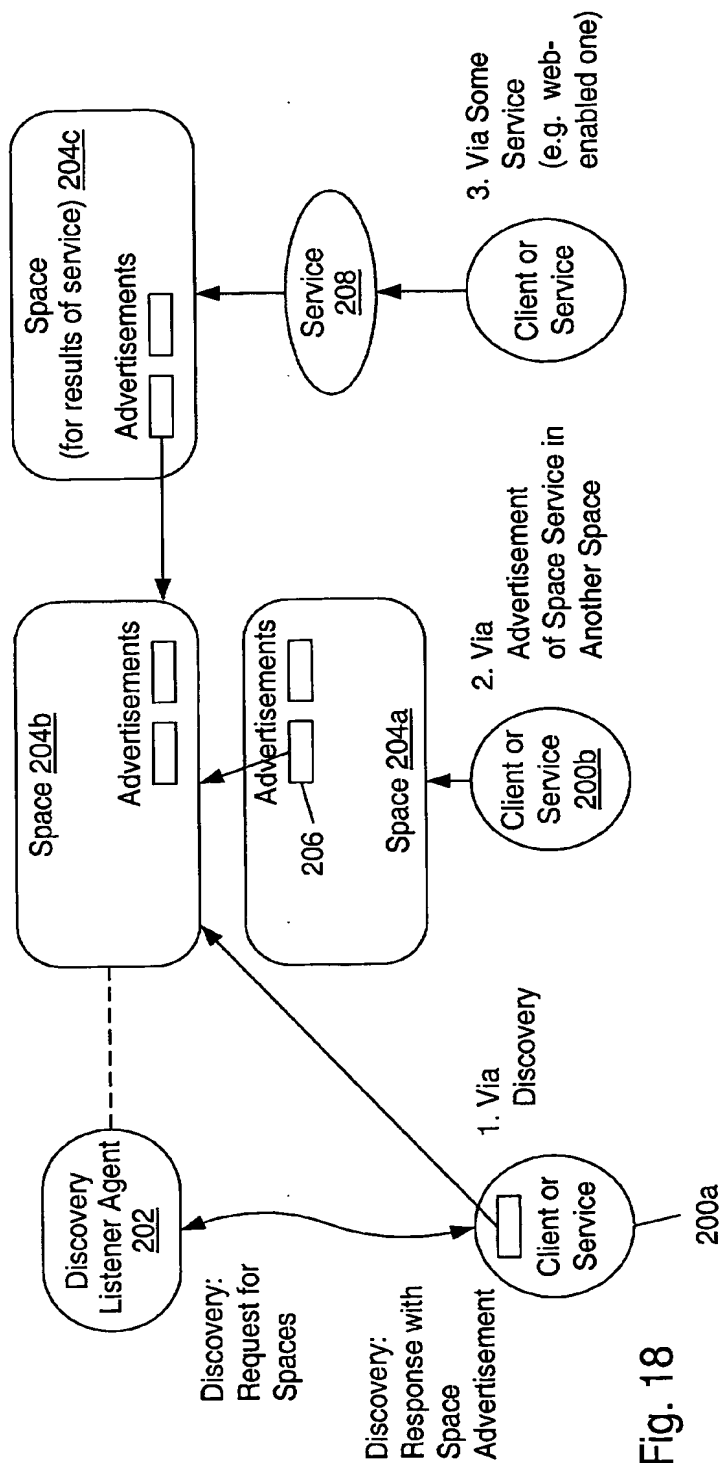 Discovery
Listener Agent
202
Discovery:
Request for
Spaces
Discovery:
Response with
Space
Advertisement
Client or
Service
200a
1. Via
Discovery
Space 204b
Advertisements
Space 204a
Advertisements
206
Client or
Service
200b
2. Via
Advertisement
of Space Service in
Another Space
Space
(for results of service) 204c
Advertisements
Service
208
Client or
Service
3. Via Some
Service
(e.g. web-
enabled one)
Fig. 18